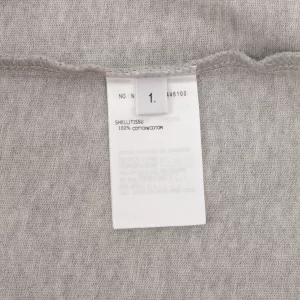 NO. N
1.
SHELL/TISSU
100% COTTON/COTON